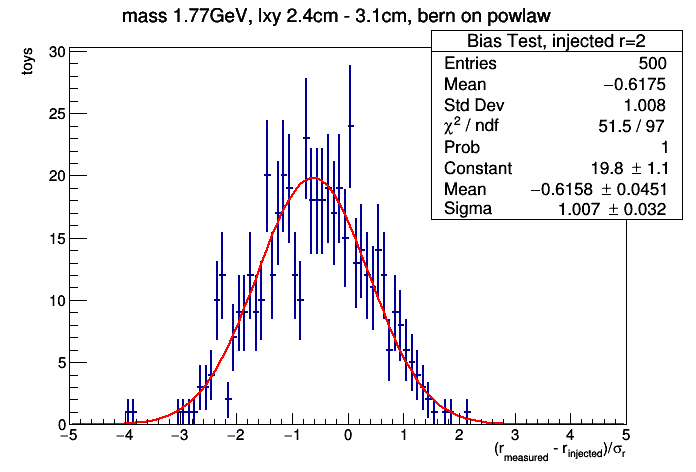 mass 1.77GeV, lxy 2.4cm - 3.1cm, bern on powlaw
Bias Test, injected r=2
Entries 500
Mean −0.6175
Std Dev 1.008
χ² / ndf 51.5 / 97
Prob 1
Constant 19.8 ± 1.1
Mean −0.6158 ± 0.0451
Sigma 1.007 ± 0.032
toys
30
25
20
15
10
5
0
−5 −4 −3 −2 −1 0 1 2 3 4 5
(r_measured - r_injected)/σ_r